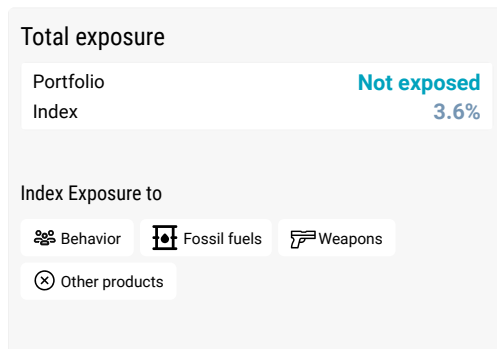 Total exposure
Portfolio Not exposed
Index 3.6%
Index Exposure to
Behavior Fossil fuels Weapons
Other products